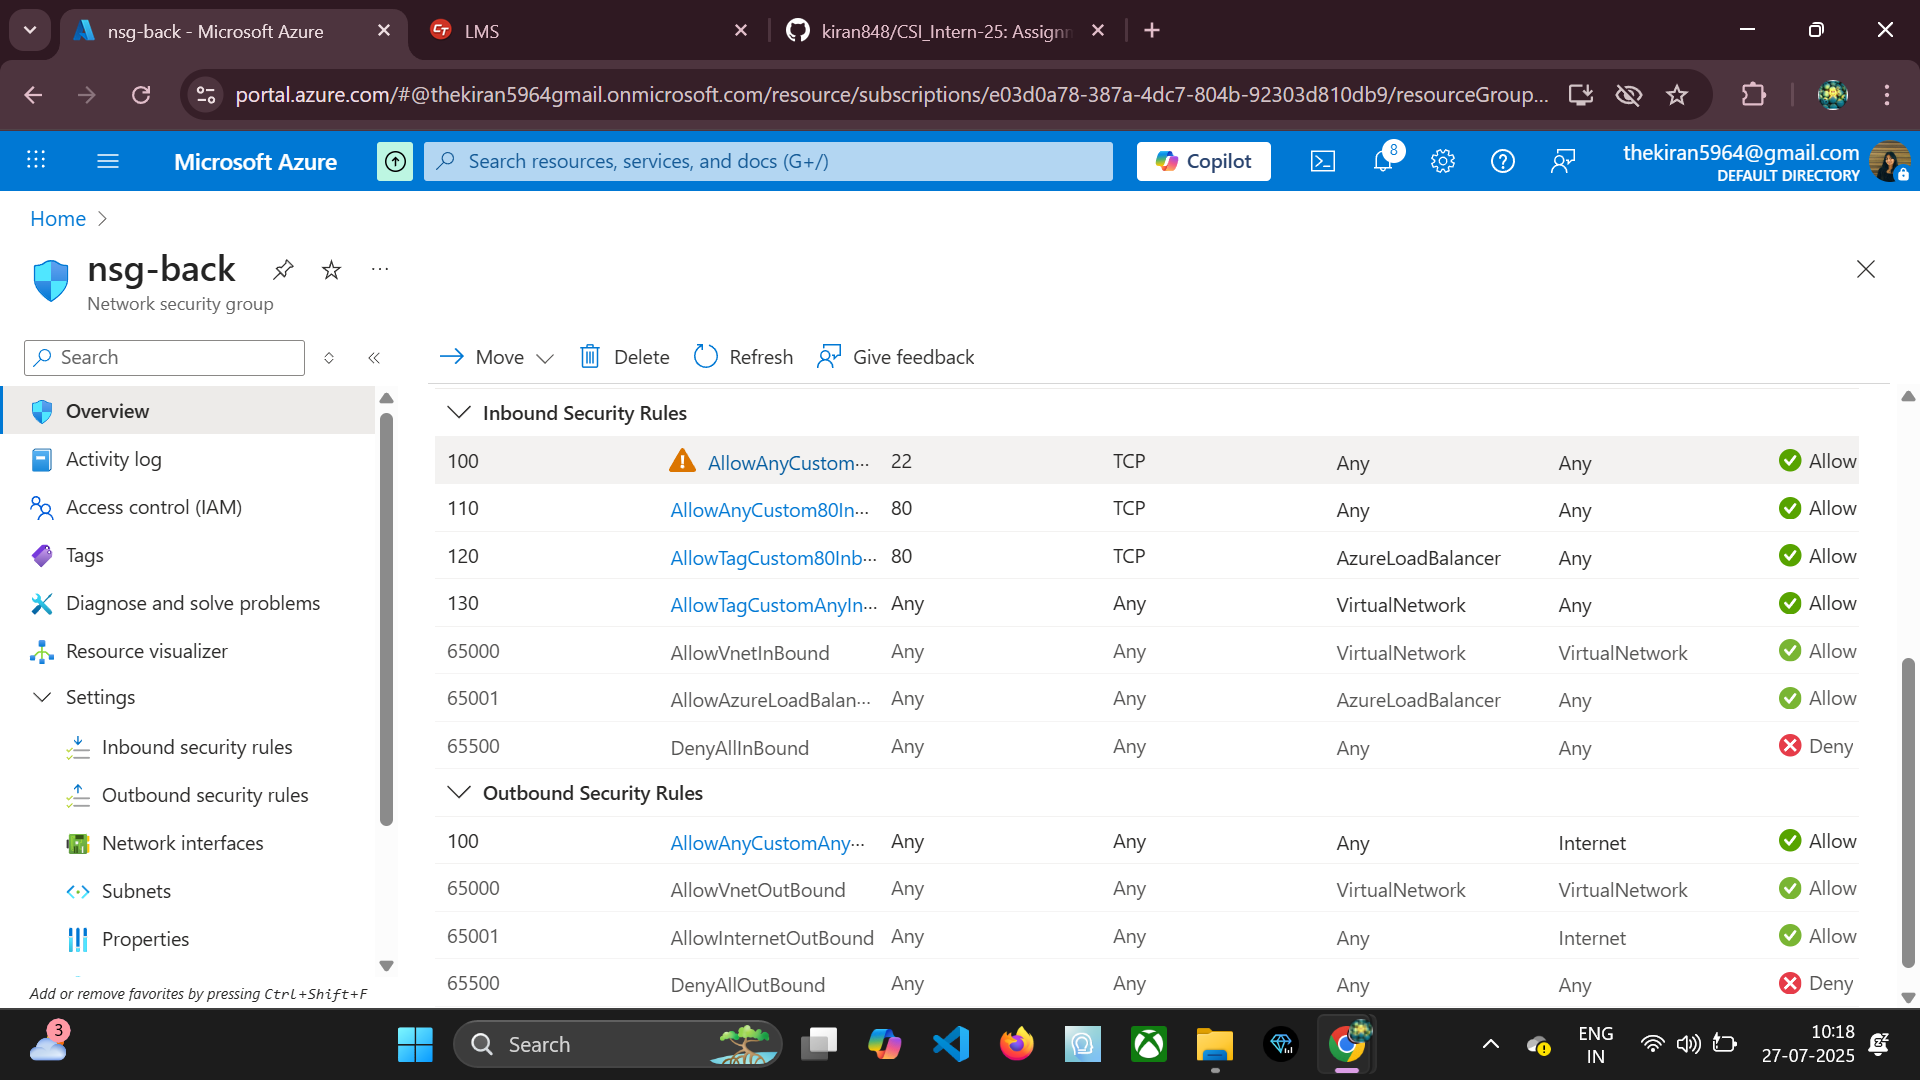 nsg-back - Microsoft Azure
LMS
kiran848/CSI_Intern-25: Assignm
portal.azure.com/#@thekiran5964gmail.onmicrosoft.com/resource/subscriptions/e03d0a78-387a-4dc7-804b-92303d810db9/resourceGroup...
Microsoft Azure
Search resources, services, and docs (G+/)
Copilot
8
thekiran5964@gmail.com
DEFAULT DIRECTORY
Home
nsg-back
Network security group
Search
Move
Delete
Refresh
Give feedback
Overview
Activity log
Access control (IAM)
Tags
Diagnose and solve problems
Resource visualizer
Settings
Inbound security rules
Outbound security rules
Network interfaces
Subnets
Properties
Add or remove favorites by pressing Ctrl+Shift+F
Inbound Security Rules
100 AllowAnyCustom... 22 TCP Any Any Allow
110 AllowAnyCustom80In... 80 TCP Any Any Allow
120 AllowTagCustom80Inb... 80 TCP AzureLoadBalancer Any Allow
130 AllowTagCustomAnyIn... Any Any VirtualNetwork Any Allow
65000 AllowVnetInBound Any Any VirtualNetwork VirtualNetwork Allow
65001 AllowAzureLoadBalan... Any Any AzureLoadBalancer Any Allow
65500 DenyAllInBound Any Any Any Any Deny
Outbound Security Rules
100 AllowAnyCustomAny... Any Any Any Internet Allow
65000 AllowVnetOutBound Any Any VirtualNetwork VirtualNetwork Allow
65001 AllowInternetOutBound Any Any Any Internet Allow
65500 DenyAllOutBound Any Any Any Any Deny
3
Search
ENG
IN
10:18
27-07-2025